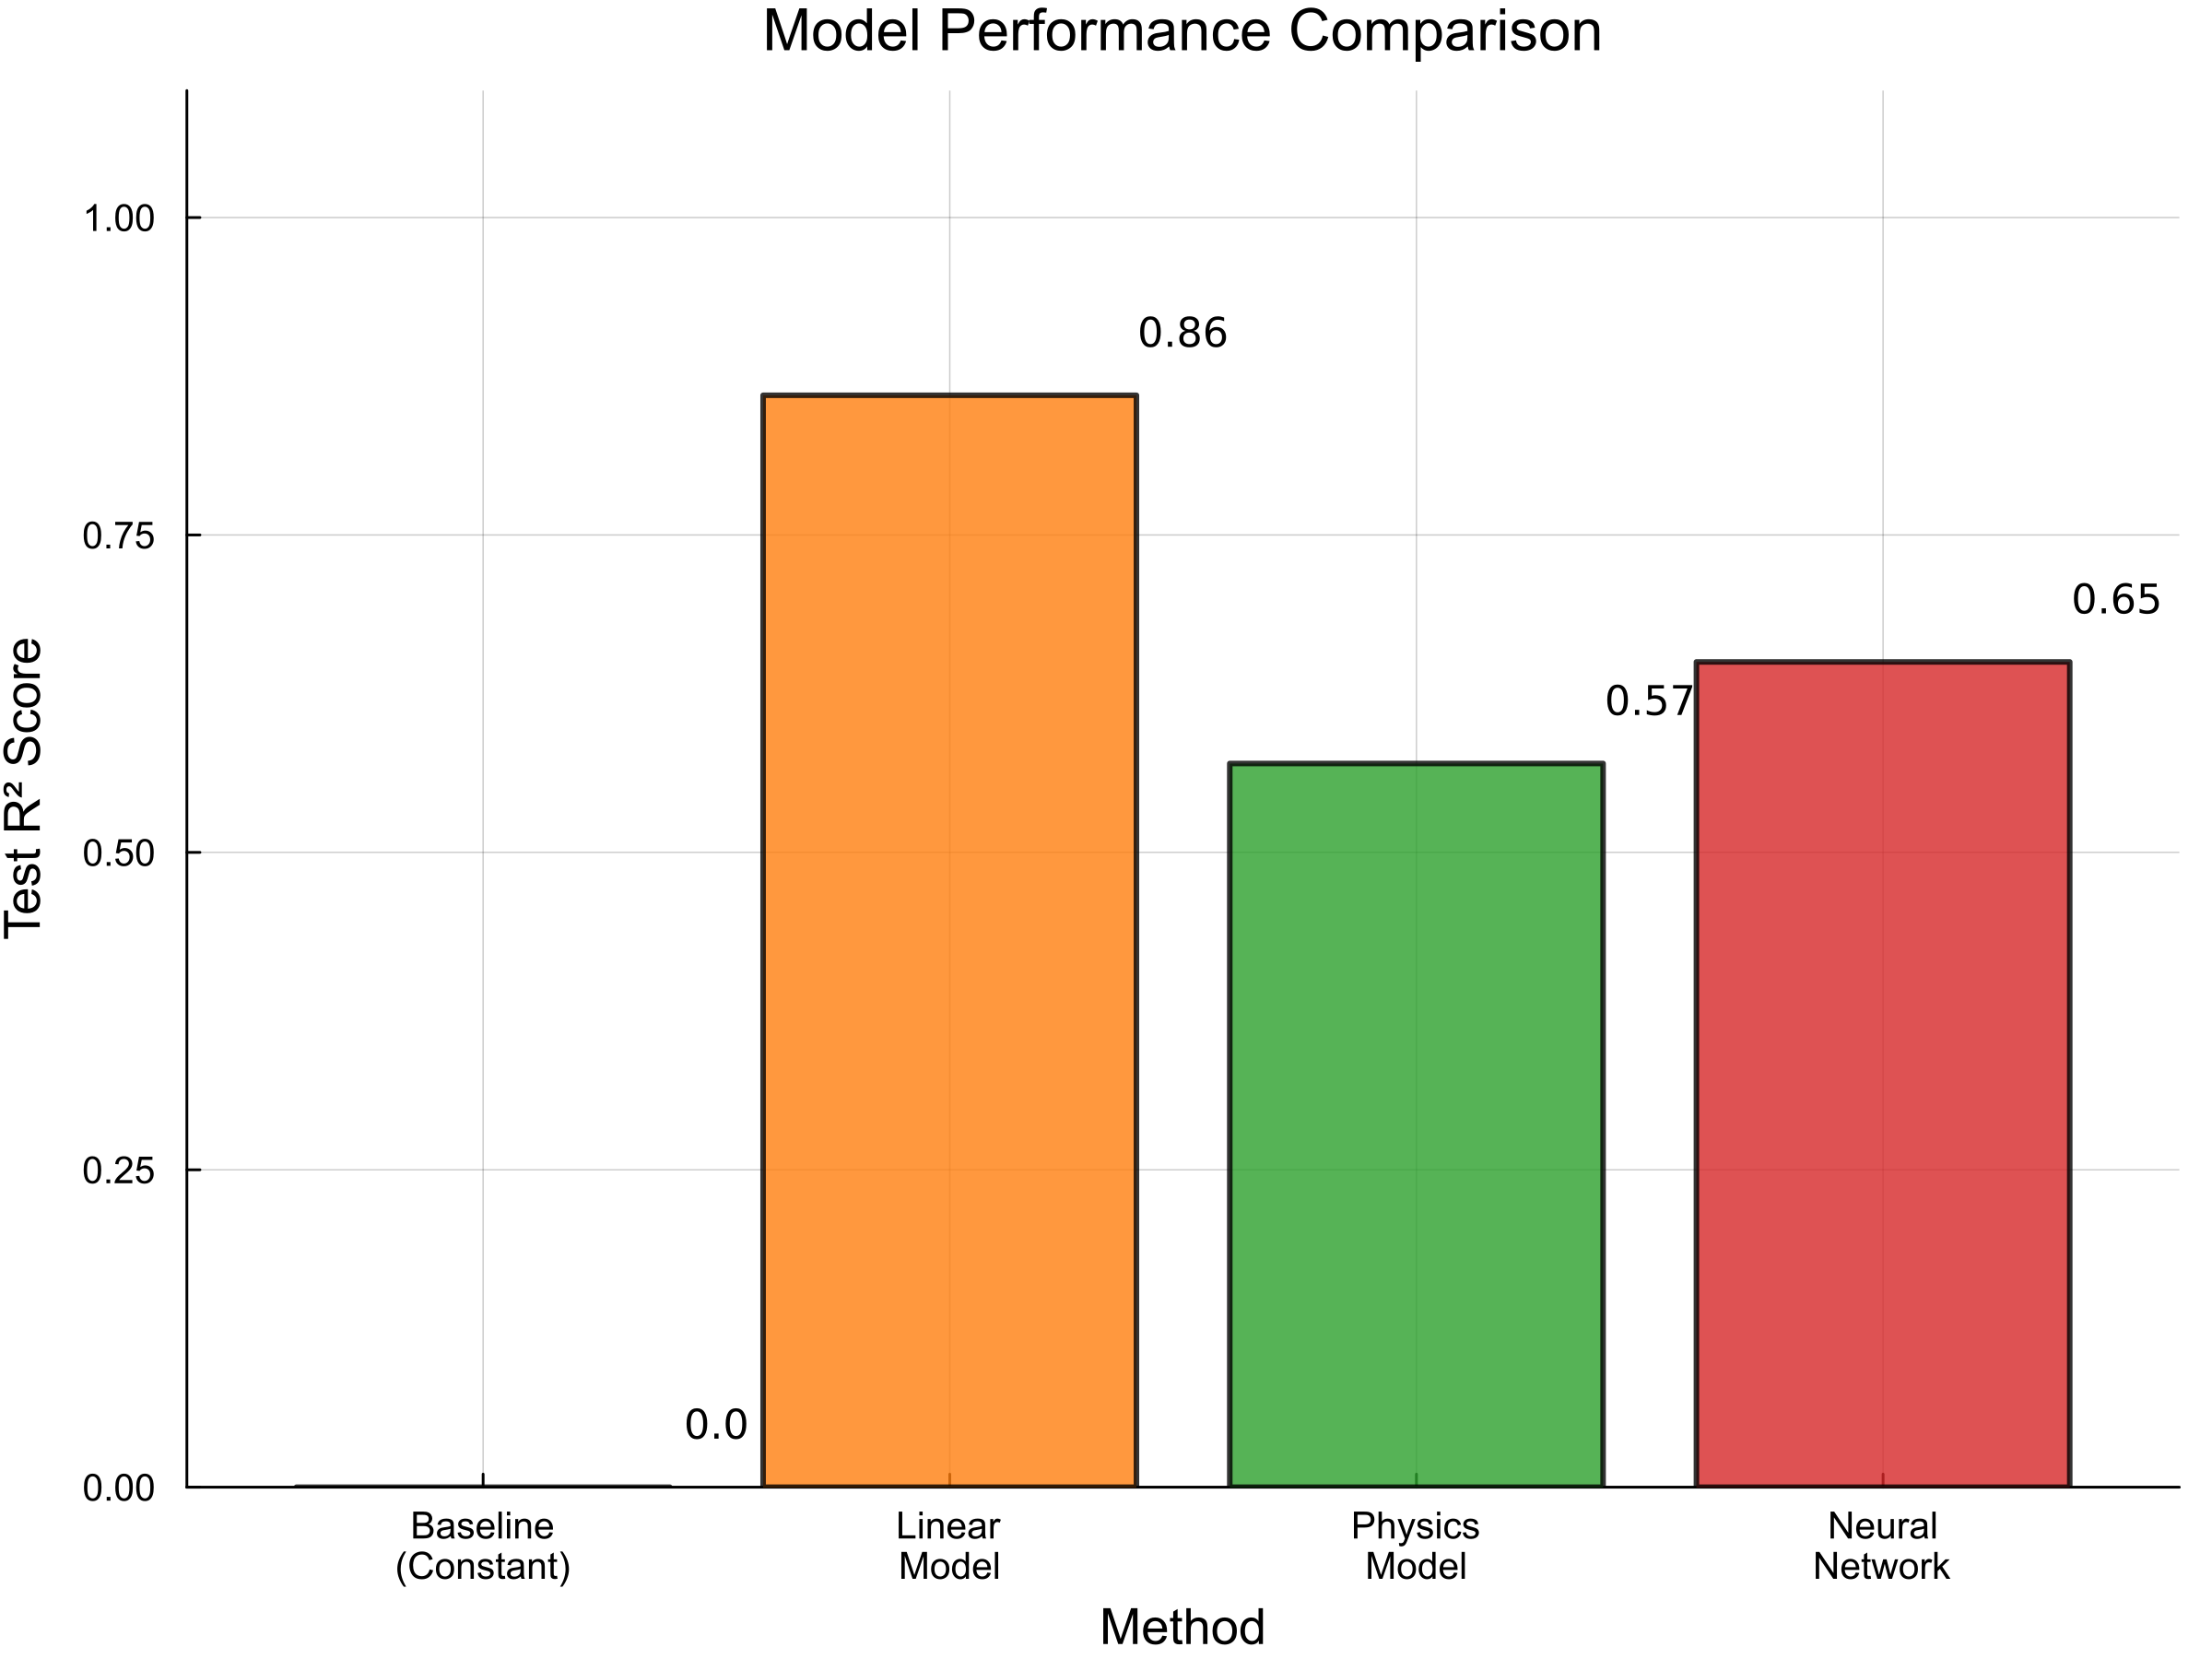 Model Performance Comparison
Test R² Score
1.00
0.75
0.50
0.25
0.00
0.0
0.86
0.57
0.65
Baseline
(Constant)
Linear
Model
Physics
Model
Neural
Network
Method